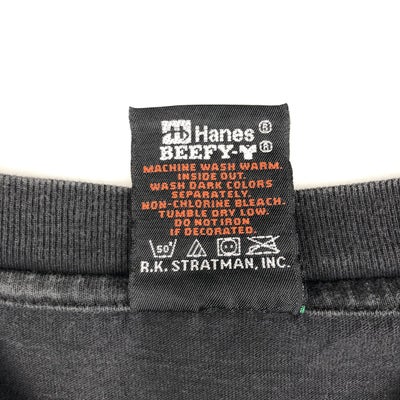 Hanes®
BEEFY-T®
MACHINE WASH WARM.
INSIDE OUT.
WASH DARK COLORS
SEPARATELY.
NON-CHLORINE BLEACH.
TUMBLE DRY LOW.
DO NOT IRON
IF DECORATED.
50°
R.K. STRATMAN, INC.